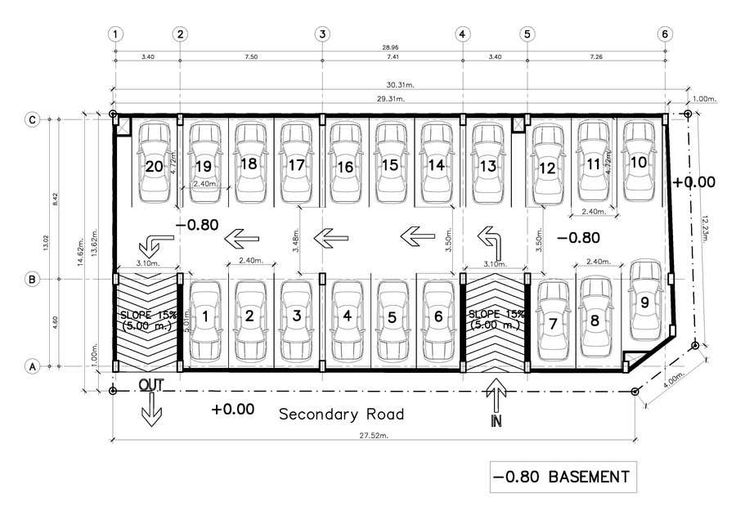 1 2 3 4 5 6
28.96
3.40 7.50 7.41 3.40 7.26
30.31m.
29.31m. 1.00m.
C
20 19 18 17 16 15 14 13 12 11 10
4.72m. 4.72m.
2.40m. 2.40m.
+0.00
8.42
13.02
14.62m.
13.62m.
12.23m.
-0.80 3.48m. 3.50m. 3.50m. -0.80
3.10m. 2.40m. 3.10m. 2.40m.
B
SLOPE 15%
(5.00 m.)
5.01m.
1 2 3 4 5 6
SLOPE 15%
(5.00 m.)
7 8 9
4.60
1.00m.
A
4.00m.
OUT
+0.00
Secondary Road
IN
27.52m.
-0.80 BASEMENT